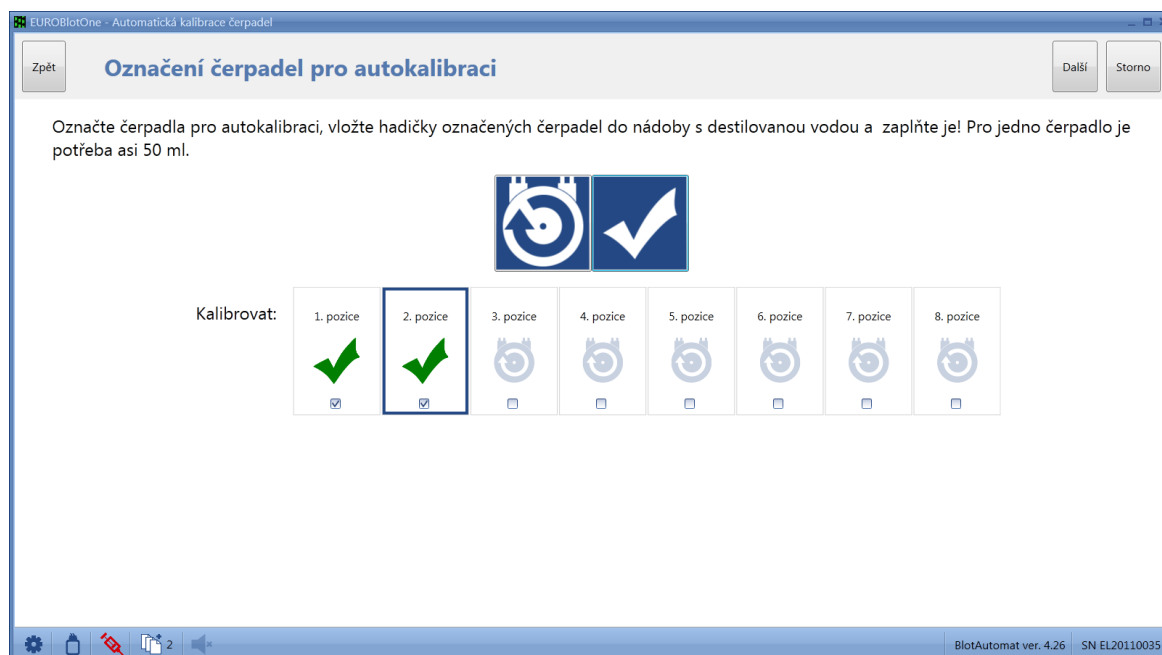 EUROBlotOne - Automatická kalibrace čerpadel
Zpět
Označení čerpadel pro autokalibraci
Další
Storno
Označte čerpadla pro autokalibraci, vložte hadičky označených čerpadel do nádoby s destilovanou vodou a  zaplňte je! Pro jedno čerpadlo je
potřeba asi 50 ml.
Kalibrovat:
1. pozice
2. pozice
3. pozice
4. pozice
5. pozice
6. pozice
7. pozice
8. pozice
2
BlotAutomat ver. 4.26
SN EL20110035